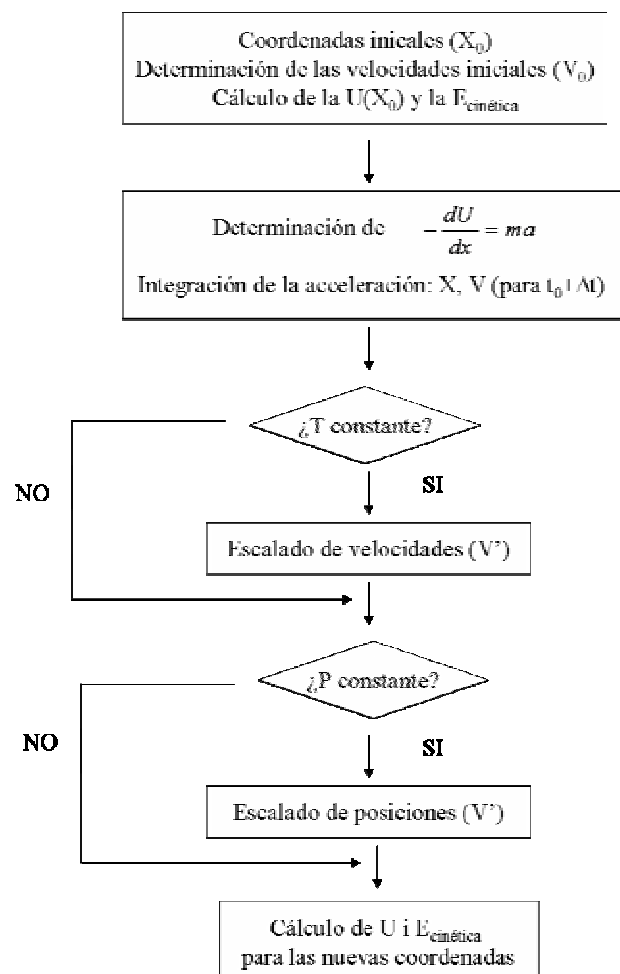 Coordenadas inicales (X₀)
Determinación de las velocidades iniciales (V₀)
Cálculo de la U(X₀) y la E_cinética
Determinación de -dU/dx = ma
Integración de la acceleración: X, V (para t₀+Δt)
¿T constante?
NO
SI
Escalado de velocidades (V’)
¿P constante?
NO
SI
Escalado de posiciones (V’)
Cálculo de U i E_cinética
para las nuevas coordenadas